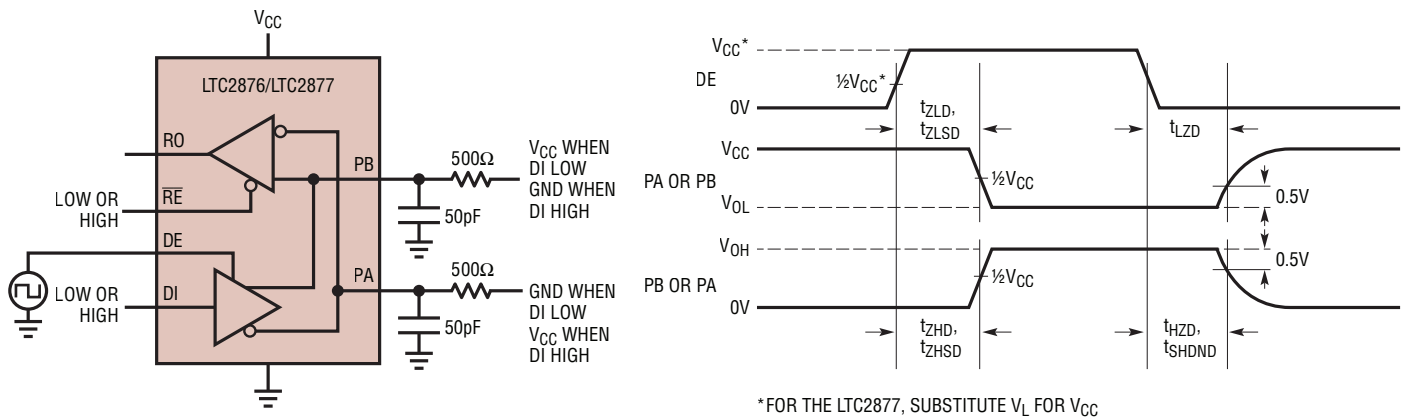 VCC
LTC2876/LTC2877
RO
PB
500Ω
VCC WHEN
DI LOW
GND WHEN
DI HIGH
LOW OR
HIGH
RE
50pF
DE
PA
500Ω
LOW OR
HIGH
DI
GND WHEN
DI LOW
VCC WHEN
DI HIGH
50pF
VCC*
DE
½VCC*
0V
tZLD,
tZLSD
tLZD
VCC
PA OR PB
½VCC
VOL
0.5V
VOH
0.5V
PB OR PA
½VCC
0V
tZHD,
tZHSD
tHZD,
tSHDND
*FOR THE LTC2877, SUBSTITUTE VL FOR VCC